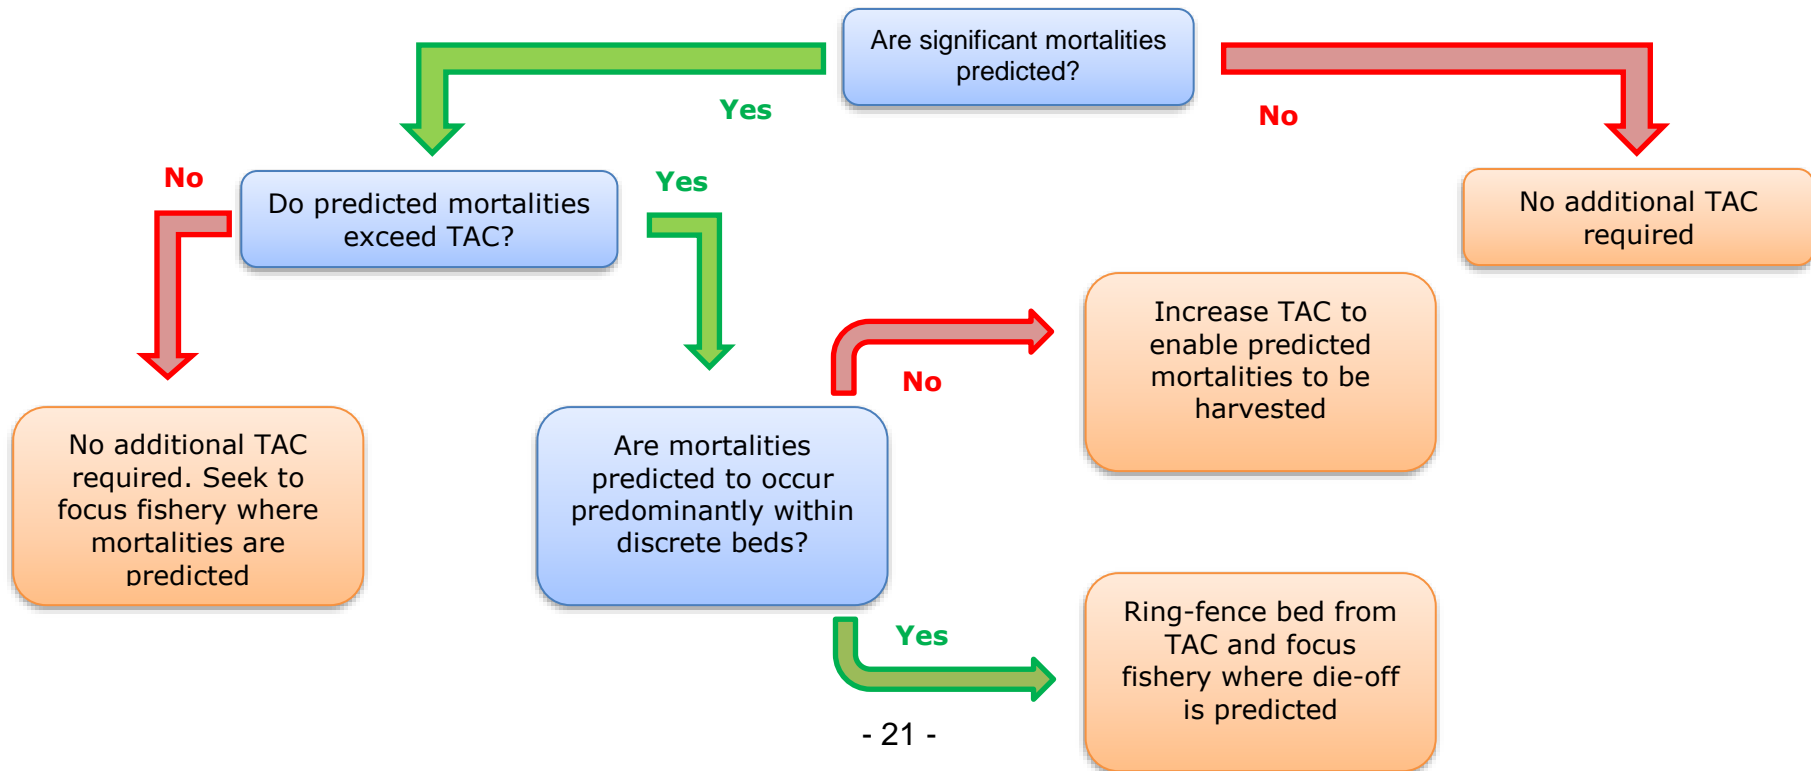 Are significant mortalities
predicted?
Yes
No
No
Do predicted mortalities
exceed TAC?
Yes
No additional TAC
required
No additional TAC
required. Seek to
focus fishery where
mortalities are
predicted
Are mortalities
predicted to occur
predominantly within
discrete beds?
No
Increase TAC to
enable predicted
mortalities to be
harvested
Yes
Ring-fence bed from
TAC and focus
fishery where die-off
is predicted
- 21 -